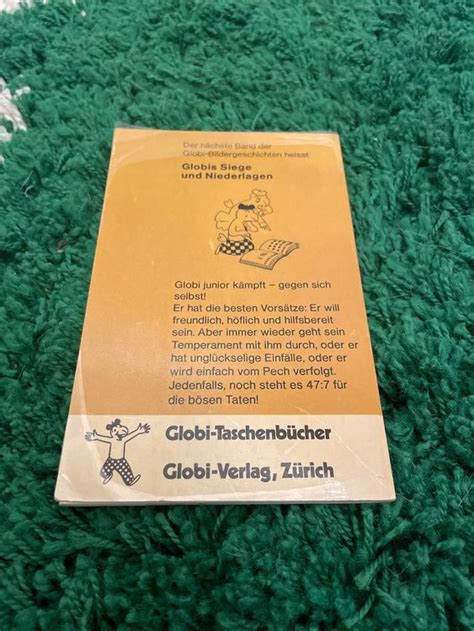 Der nächste Band der
Globi-Bildergeschichten heisst:
Globis Siege
und Niederlagen
Globi junior kämpft – gegen sich
selbst!
Er hat die besten Vorsätze: Er will
freundlich, höflich und hilfsbereit
sein. Aber immer wieder geht sein
Temperament mit ihm durch, oder er
hat unglückselige Einfälle, oder er
wird einfach vom Pech verfolgt.
Jedenfalls, noch steht es 47:7 für
die bösen Taten!
Globi-Taschenbücher
Globi-Verlag, Zürich